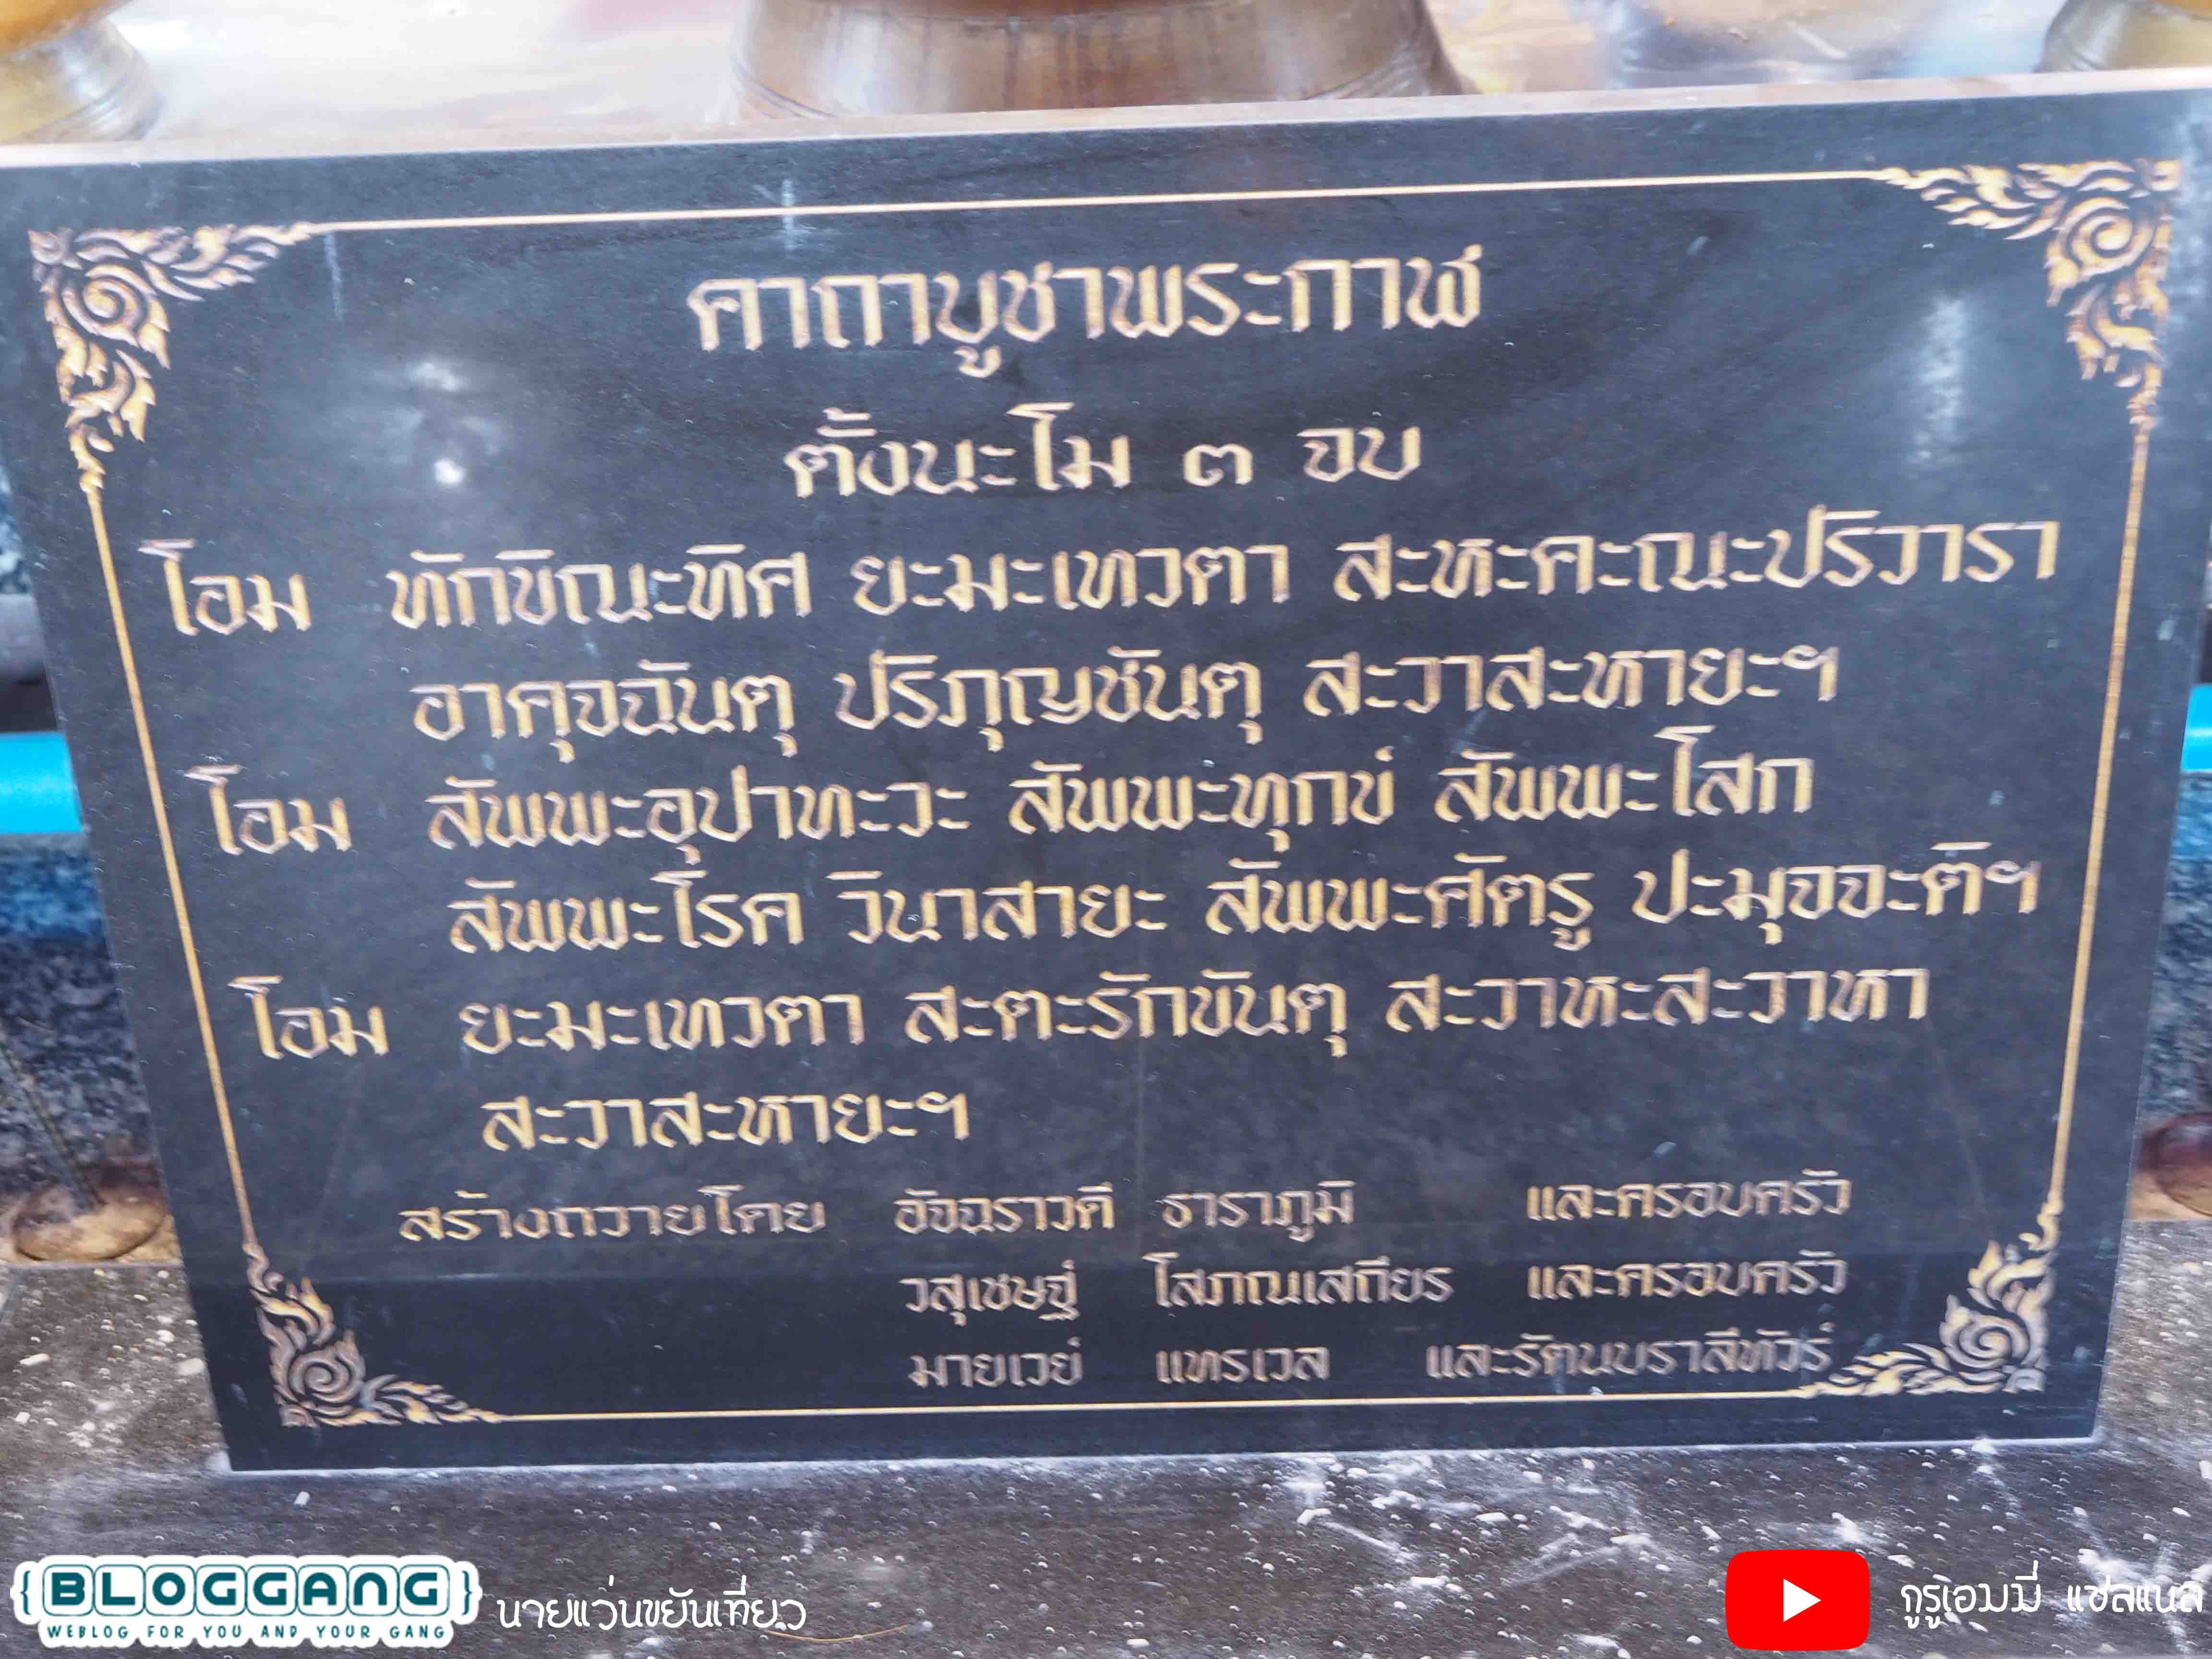 คาถาบูชาพระกาฬ
ตั้งนะโม ๓ จบ
โอม ทักขิณะทิศ ยะมะเทวตา สะหะคะณะปริวารา
อาคุจฉันตุ ปริภุญชันตุ สะวาสะหายะฯ
โอม สัพพะอุปาทะวะ สัพพะทุกข์ สัพพะโสก
สัพพะโรค วินาสายะ สัพพะศัตรู ปะมุจจะติฯ
โอม ยะมะเทวตา สะตะรักขันตุ สะวาหะสะวาหา
สะวาสะหายะฯ
สร้างถวายโดย อัจฉราวดี ธาราภูมิ และครอบครัว
วสุเชษฐ์ โสภณเสถียร และครอบครัว
มายเวย์ แทรเวล และรัตนบราลีทัวร์
{BLOGGANG} นายแว่นขยันเที่ยว
WEBLOG FOR YOU AND YOUR GANG
กูรูเอมมี่ แชลแนล